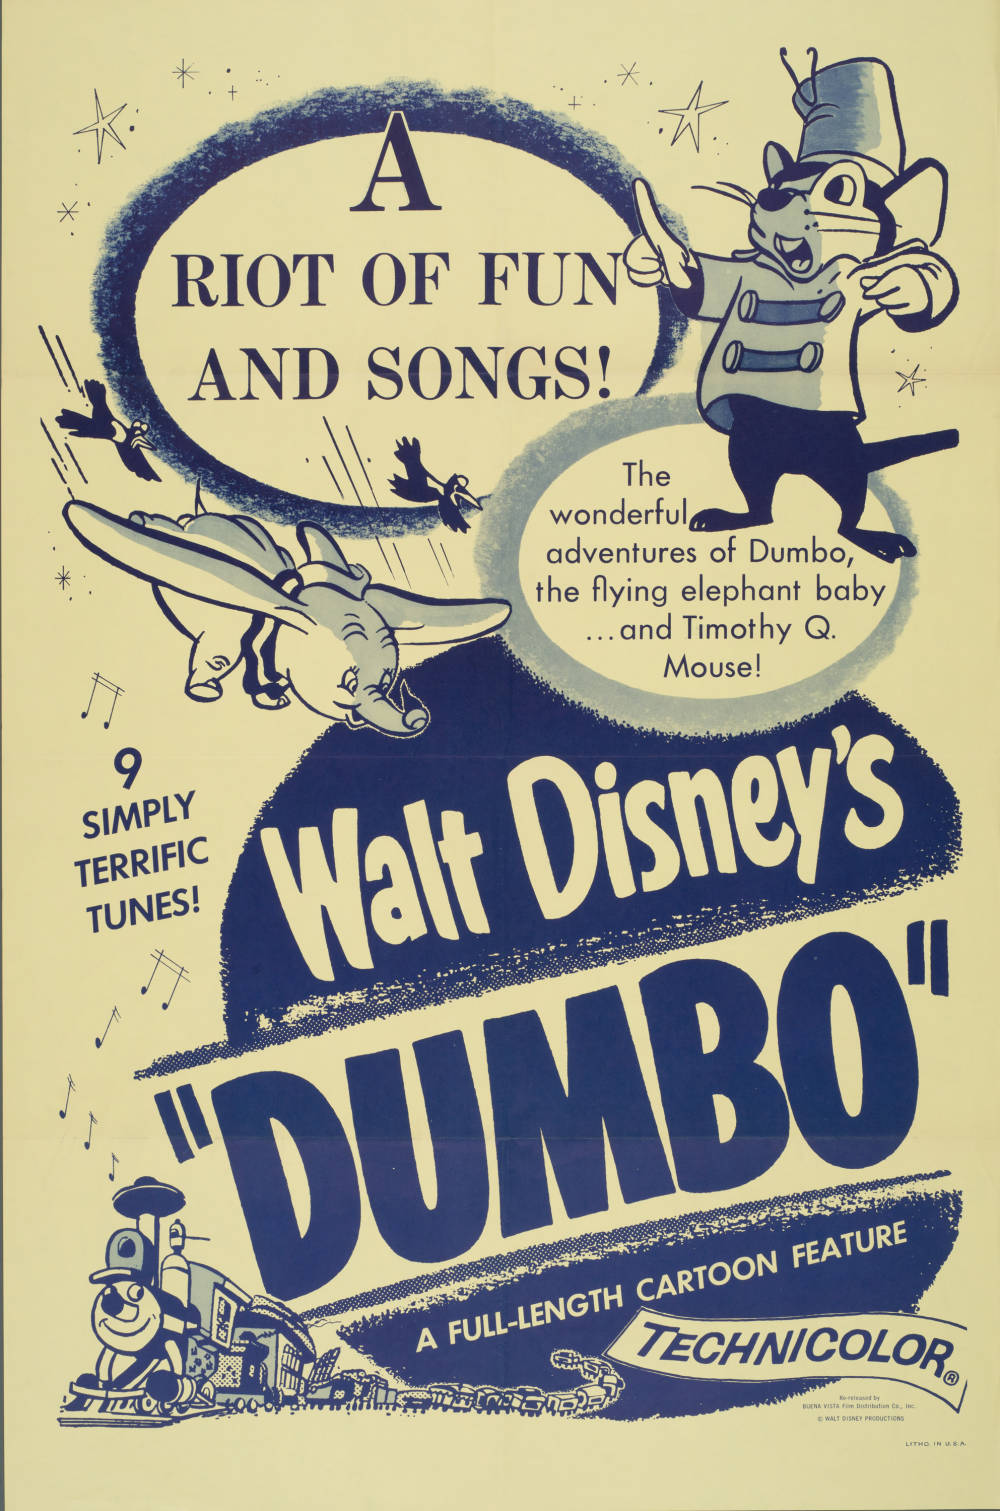 A
RIOT OF FUN
AND SONGS!
The
wonderful
adventures of Dumbo,
the flying elephant baby
...and Timothy Q.
Mouse!
9
SIMPLY
TERRIFIC
TUNES!
Walt Disney's
"DUMBO"
A FULL-LENGTH CARTOON FEATURE
TECHNICOLOR®
Re-released by
BUENA VISTA Film Distribution Co., Inc.
© WALT DISNEY PRODUCTIONS
LITHO. IN U.S.A.